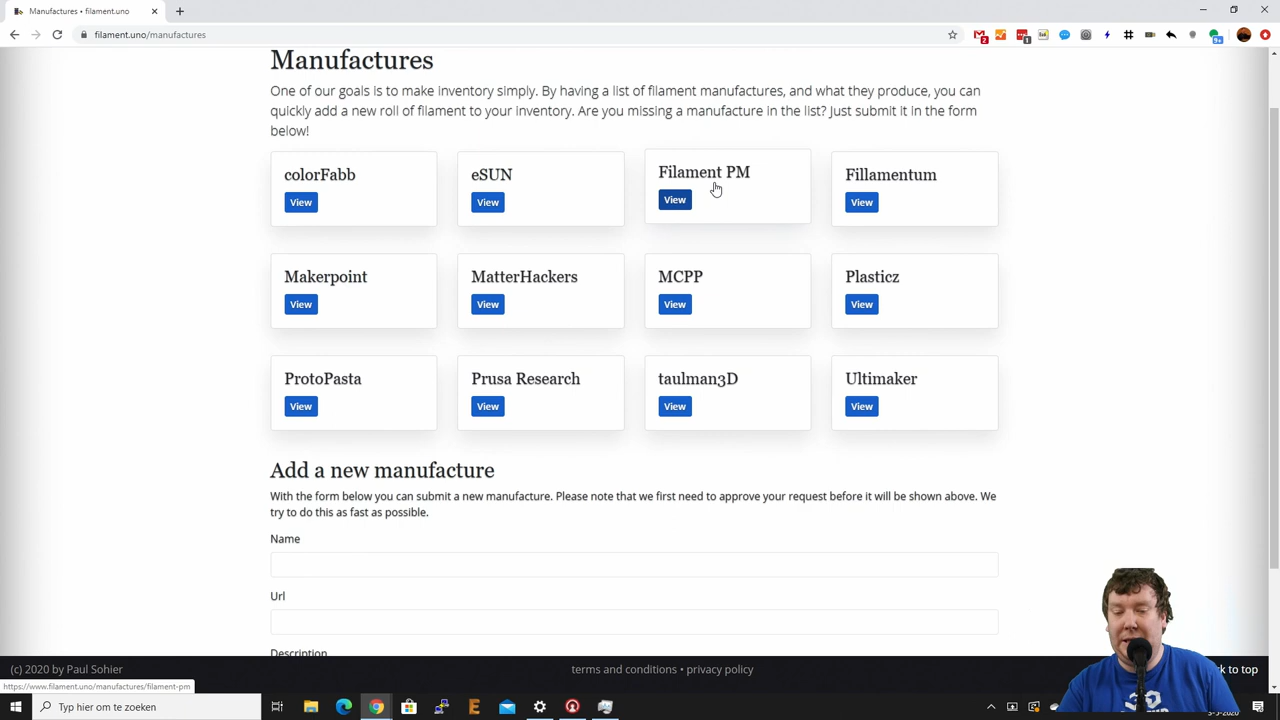 Manufactures • filament.uno
filament.uno/manufactures
Manufactures
One of our goals is to make inventory simply. By having a list of filament manufactures, and what they produce, you can
quickly add a new roll of filament to your inventory. Are you missing a manufacture in the list? Just submit it in the form
below!
colorFabb
eSUN
Filament PM
Fillamentum
View
View
View
View
Makerpoint
MatterHackers
MCPP
Plasticz
View
View
View
View
ProtoPasta
Prusa Research
taulman3D
Ultimaker
View
View
View
View
Add a new manufacture
With the form below you can submit a new manufacture. Please note that we first need to approve your request before it will be shown above. We
try to do this as fast as possible.
Name
Url
Description
(c) 2020 by Paul Sohier
terms and conditions • privacy policy
ck to top
https://www.filament.uno/manufactures/filament-pm
Typ hier om te zoeken
3-5-2020